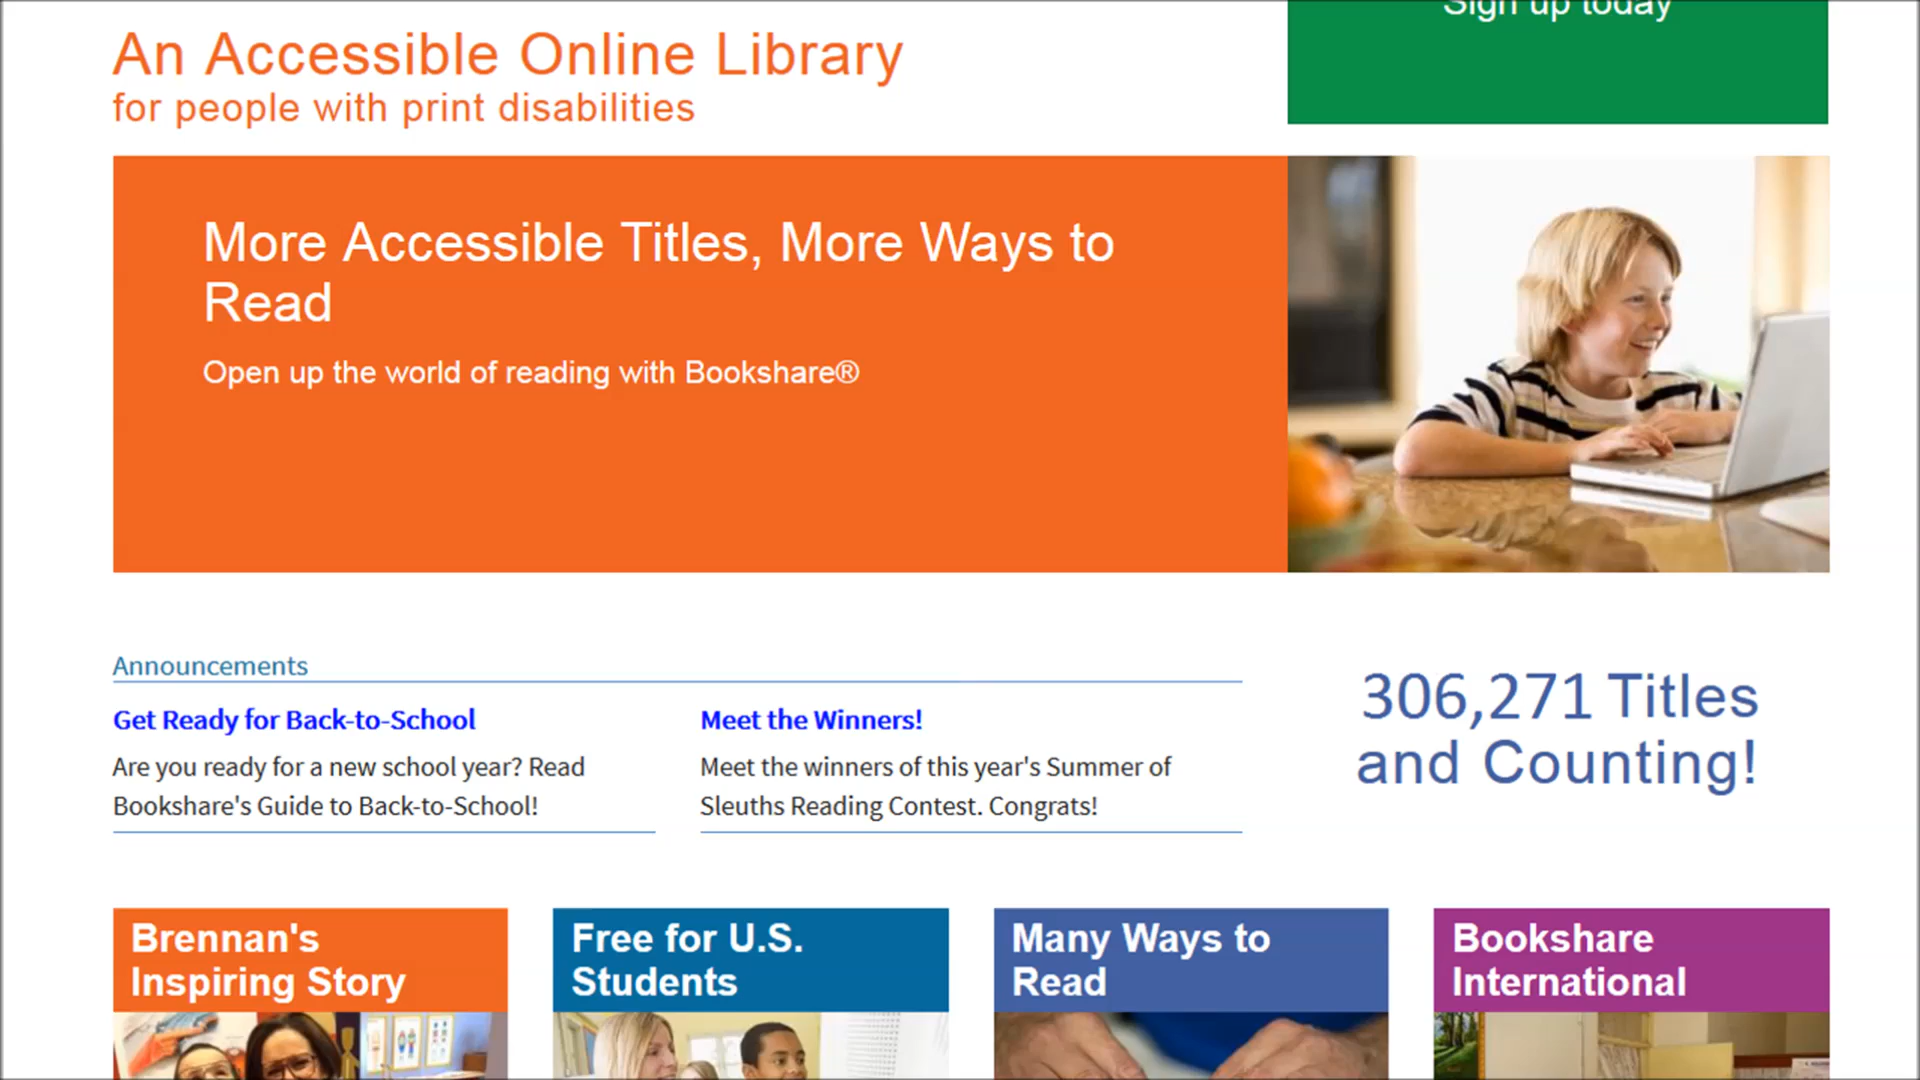 Sign up today
An Accessible Online Library
for people with print disabilities
More Accessible Titles, More Ways to
Read
Open up the world of reading with Bookshare®
Announcements
Get Ready for Back-to-School
Are you ready for a new school year? Read
Bookshare's Guide to Back-to-School!
Meet the Winners!
Meet the winners of this year's Summer of
Sleuths Reading Contest. Congrats!
306,271 Titles
and Counting!
Brennan's
Inspiring Story
Free for U.S.
Students
Many Ways to
Read
Bookshare
International